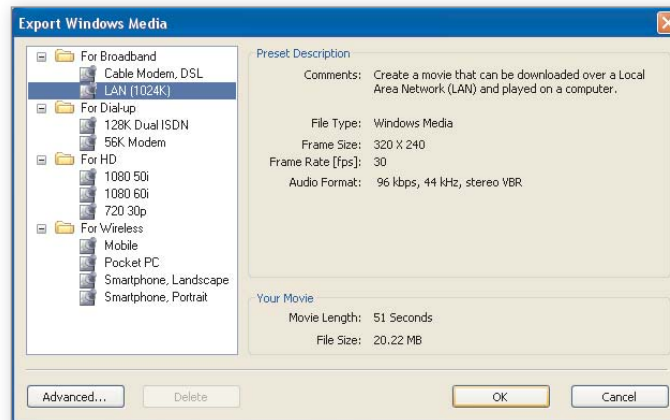 Export Windows Media
For Broadband
Cable Modem, DSL
LAN (1024K)
For Dial-up
128K Dual ISDN
56K Modem
For HD
1080 50i
1080 60i
720 30p
For Wireless
Mobile
Pocket PC
Smartphone, Landscape
Smartphone, Portrait
Preset Description
Comments: Create a movie that can be downloaded over a Local
Area Network (LAN) and played on a computer.
File Type: Windows Media
Frame Size: 320 X 240
Frame Rate [fps]: 30
Audio Format: 96 kbps, 44 kHz, stereo VBR
Your Movie
Movie Length: 51 Seconds
File Size: 20.22 MB
Advanced... Delete OK Cancel